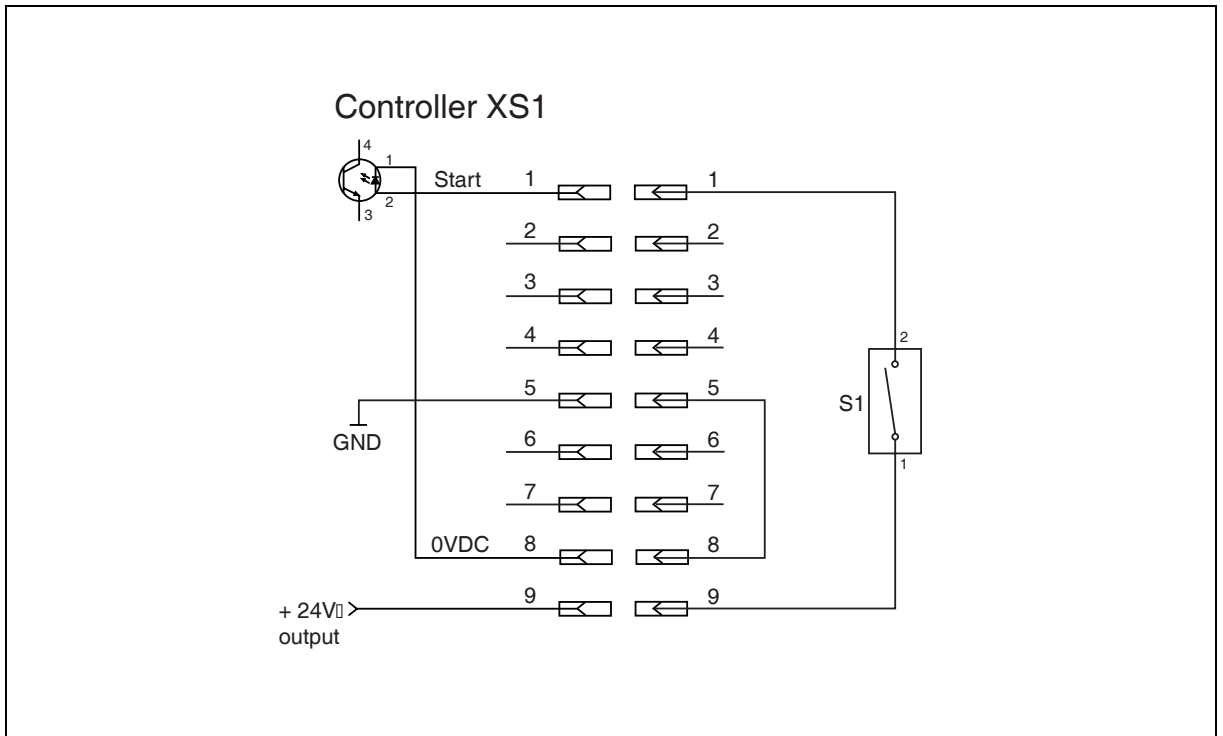 Controller XS1
4
1
Start 1 1
2
3
2 2
2
3 3
4 4
5 5
S1
GND
6 6
1
7 7
0VDC 8 8
9 9
+ 24V▯
output